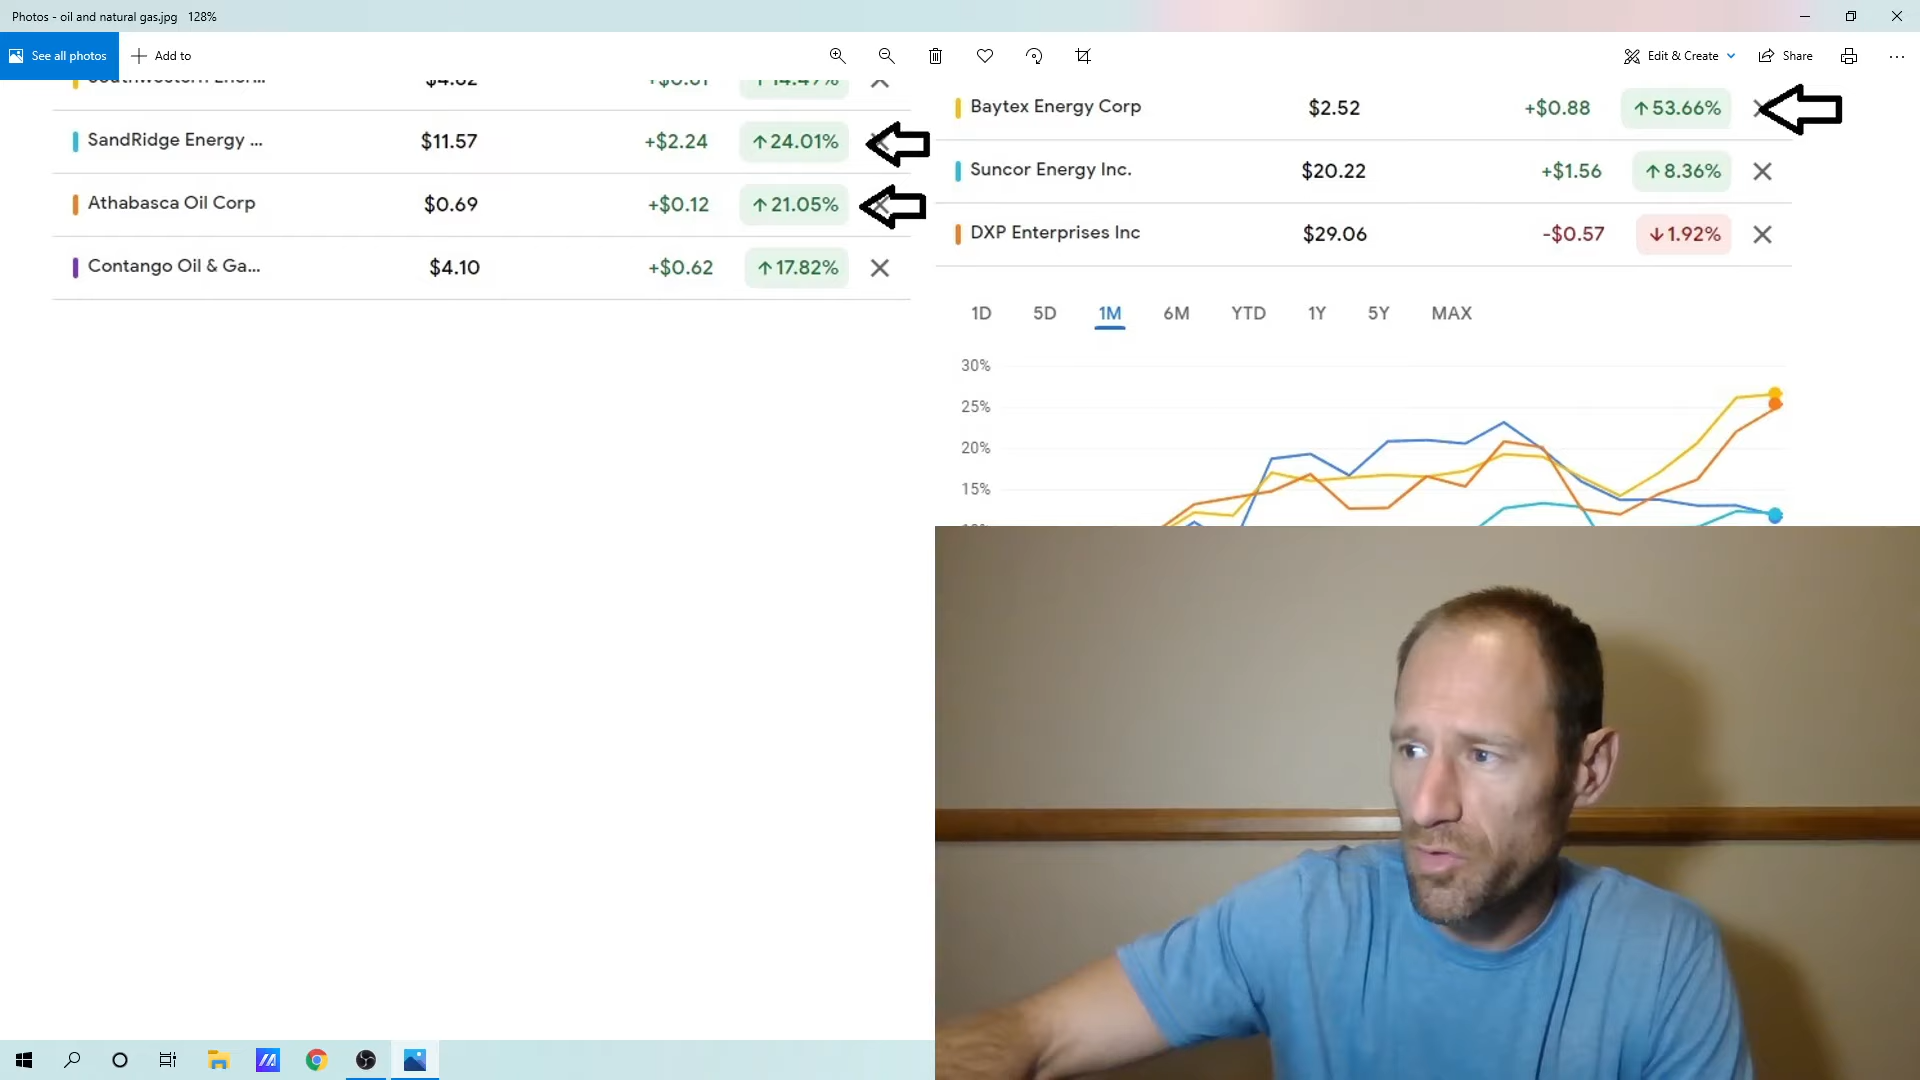 Photos - oil and natural gas.jpg 128%
See all photos Add to Edit & Create Share
SandRidge Energy ... $11.57 +$2.24 ↑24.01%
Athabasca Oil Corp $0.69 +$0.12 ↑21.05%
Contango Oil & Ga... $4.10 +$0.62 ↑17.82%
Baytex Energy Corp $2.52 +$0.88 ↑53.66%
Suncor Energy Inc. $20.22 +$1.56 ↑8.36%
DXP Enterprises Inc $29.06 -$0.57 ↓1.92%
1D 5D 1M 6M YTD 1Y 5Y MAX
30%
25%
20%
15%